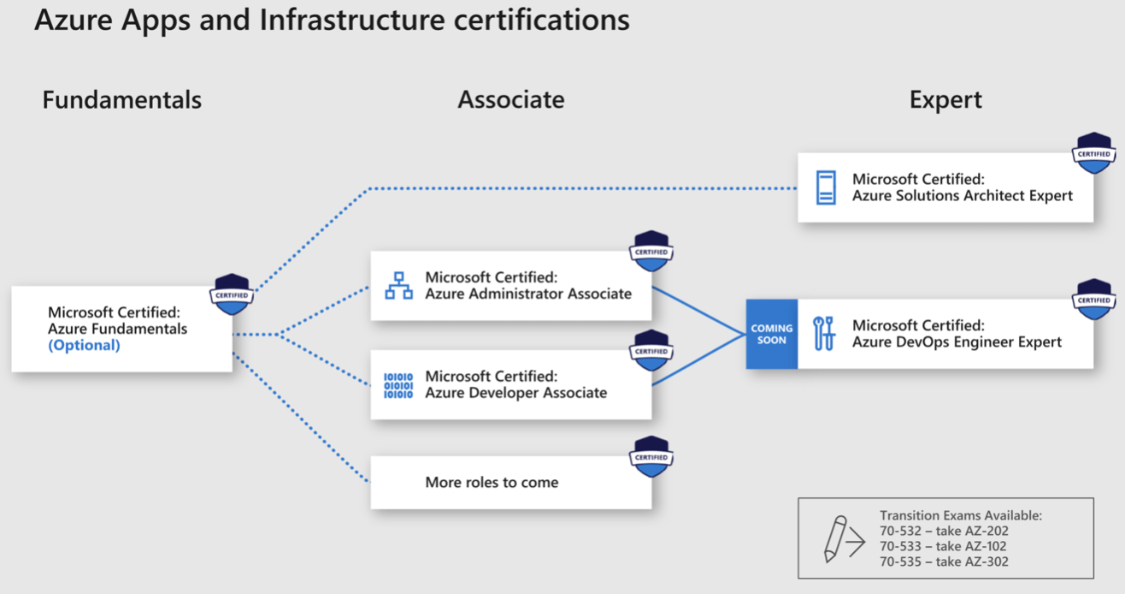 Azure Apps and Infrastructure certifications
Fundamentals
Associate
Expert
CERTIFIED
Microsoft Certified:
Azure Solutions Architect Expert
CERTIFIED
Microsoft Certified:
Azure Administrator Associate
CERTIFIED
Microsoft Certified:
Azure Fundamentals
(Optional)
CERTIFIED
COMING
SOON
Microsoft Certified:
Azure DevOps Engineer Expert
CERTIFIED
101010
010101
101010
Microsoft Certified:
Azure Developer Associate
CERTIFIED
More roles to come
Transition Exams Available:
70-532 – take AZ-202
70-533 – take AZ-102
70-535 – take AZ-302